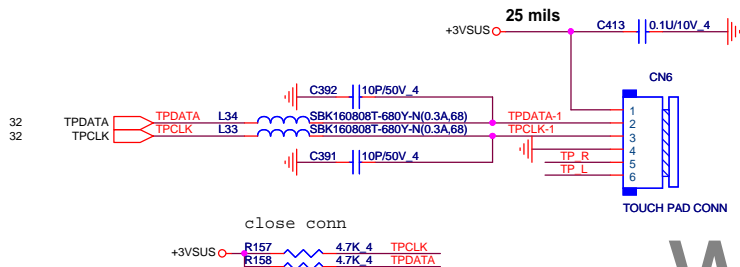 25 mils
+3VSUS C413 0.1U/10V_4
CN6
C392 10P/50V_4
32 TPDATA TPDATA L34 SBK160808T-680Y-N(0.3A,68) TPDATA-1 1
32 TPCLK TPCLK L33 SBK160808T-680Y-N(0.3A,68) TPCLK-1 2
3
4
TP_R 5
TP_L 6
C391 10P/50V_4
TOUCH PAD CONN
close conn
+3VSUS R157 4.7K_4 TPCLK
R158 4.7K_4 TPDATA